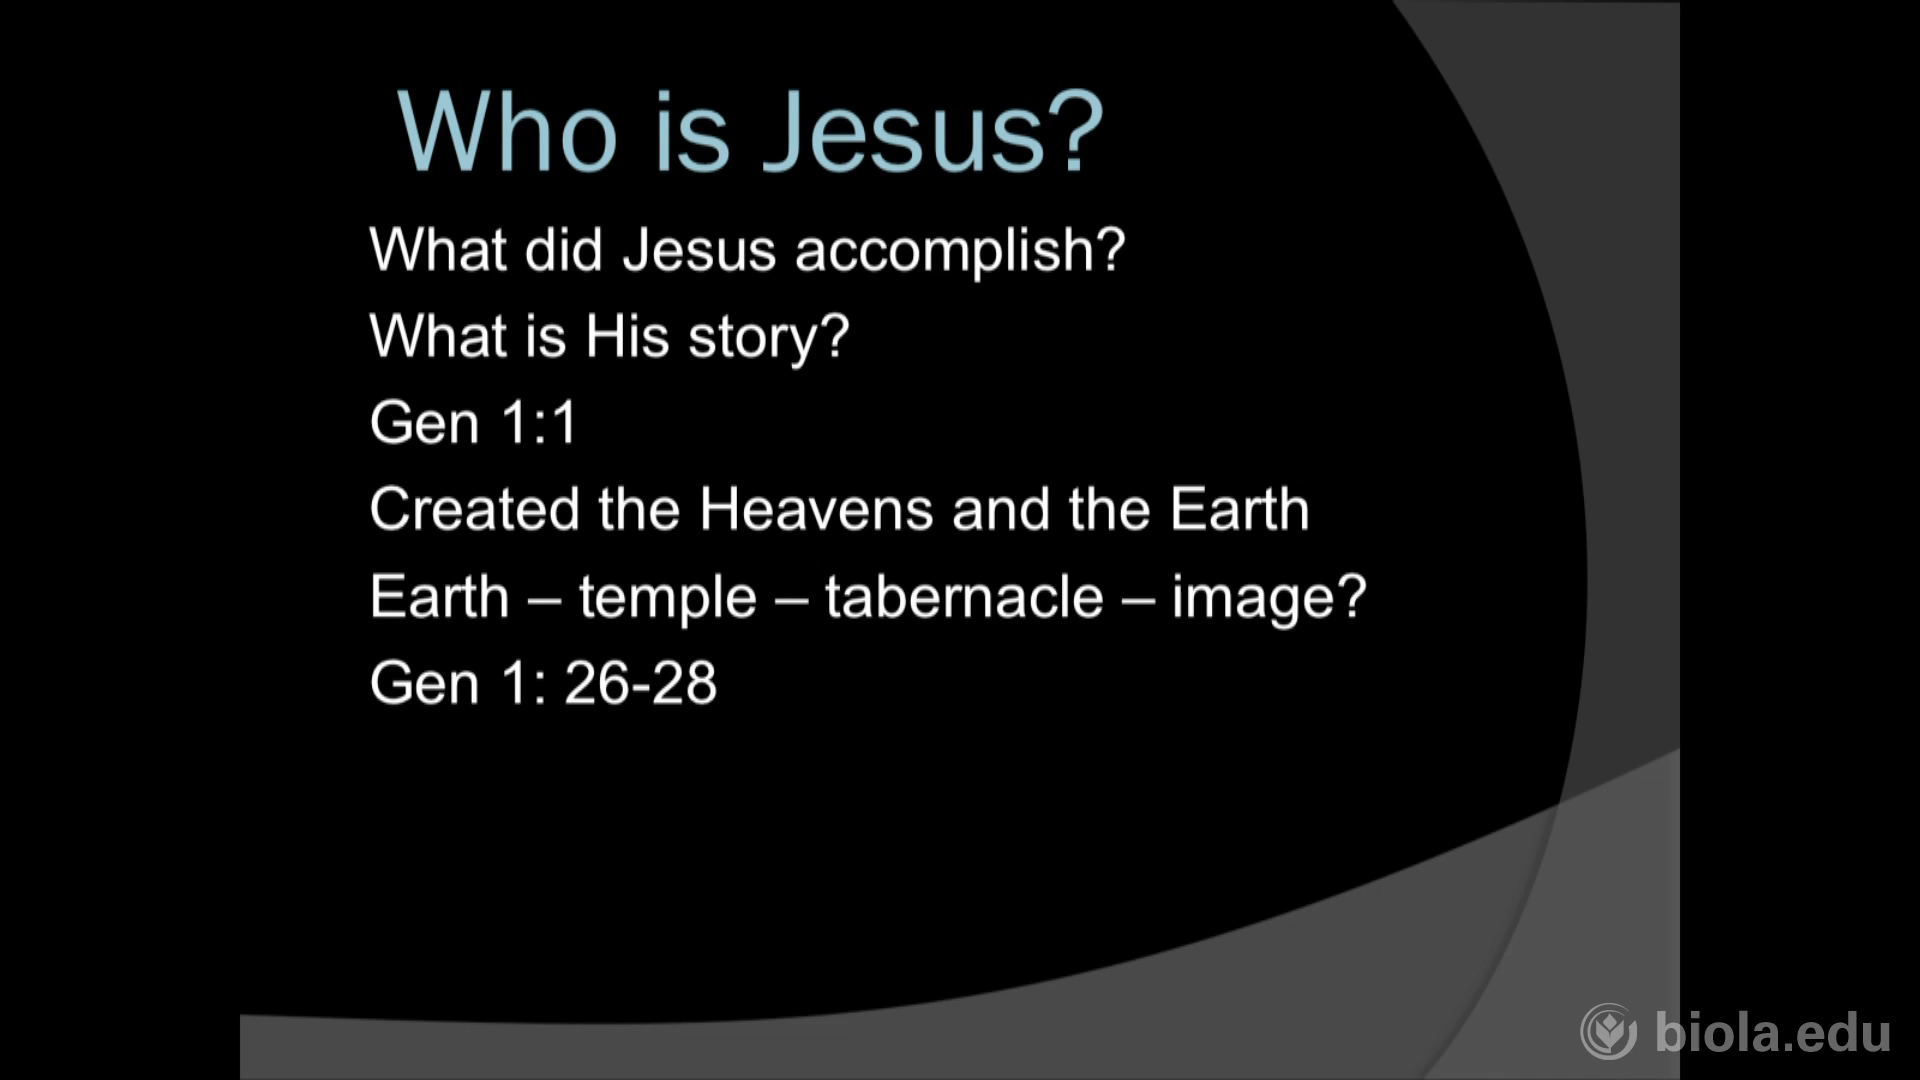 Who is Jesus?
What did Jesus accomplish?
What is His story?
Gen 1:1
Created the Heavens and the Earth
Earth – temple – tabernacle – image?
Gen 1: 26-28
biola.edu